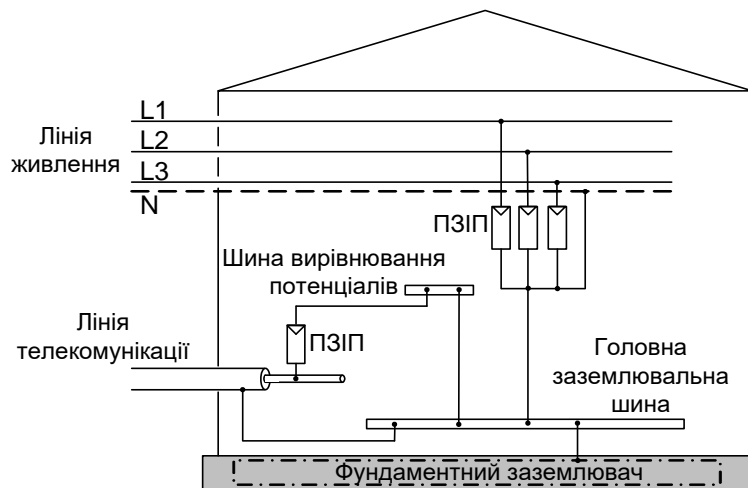 L1
L2
L3
N
Лінія
живлення
ПЗІП
Шина вирівнювання
потенціалів
ПЗІП
Лінія
телекомунікації
Головна
заземлювальна
шина
Фундаментний заземлювач